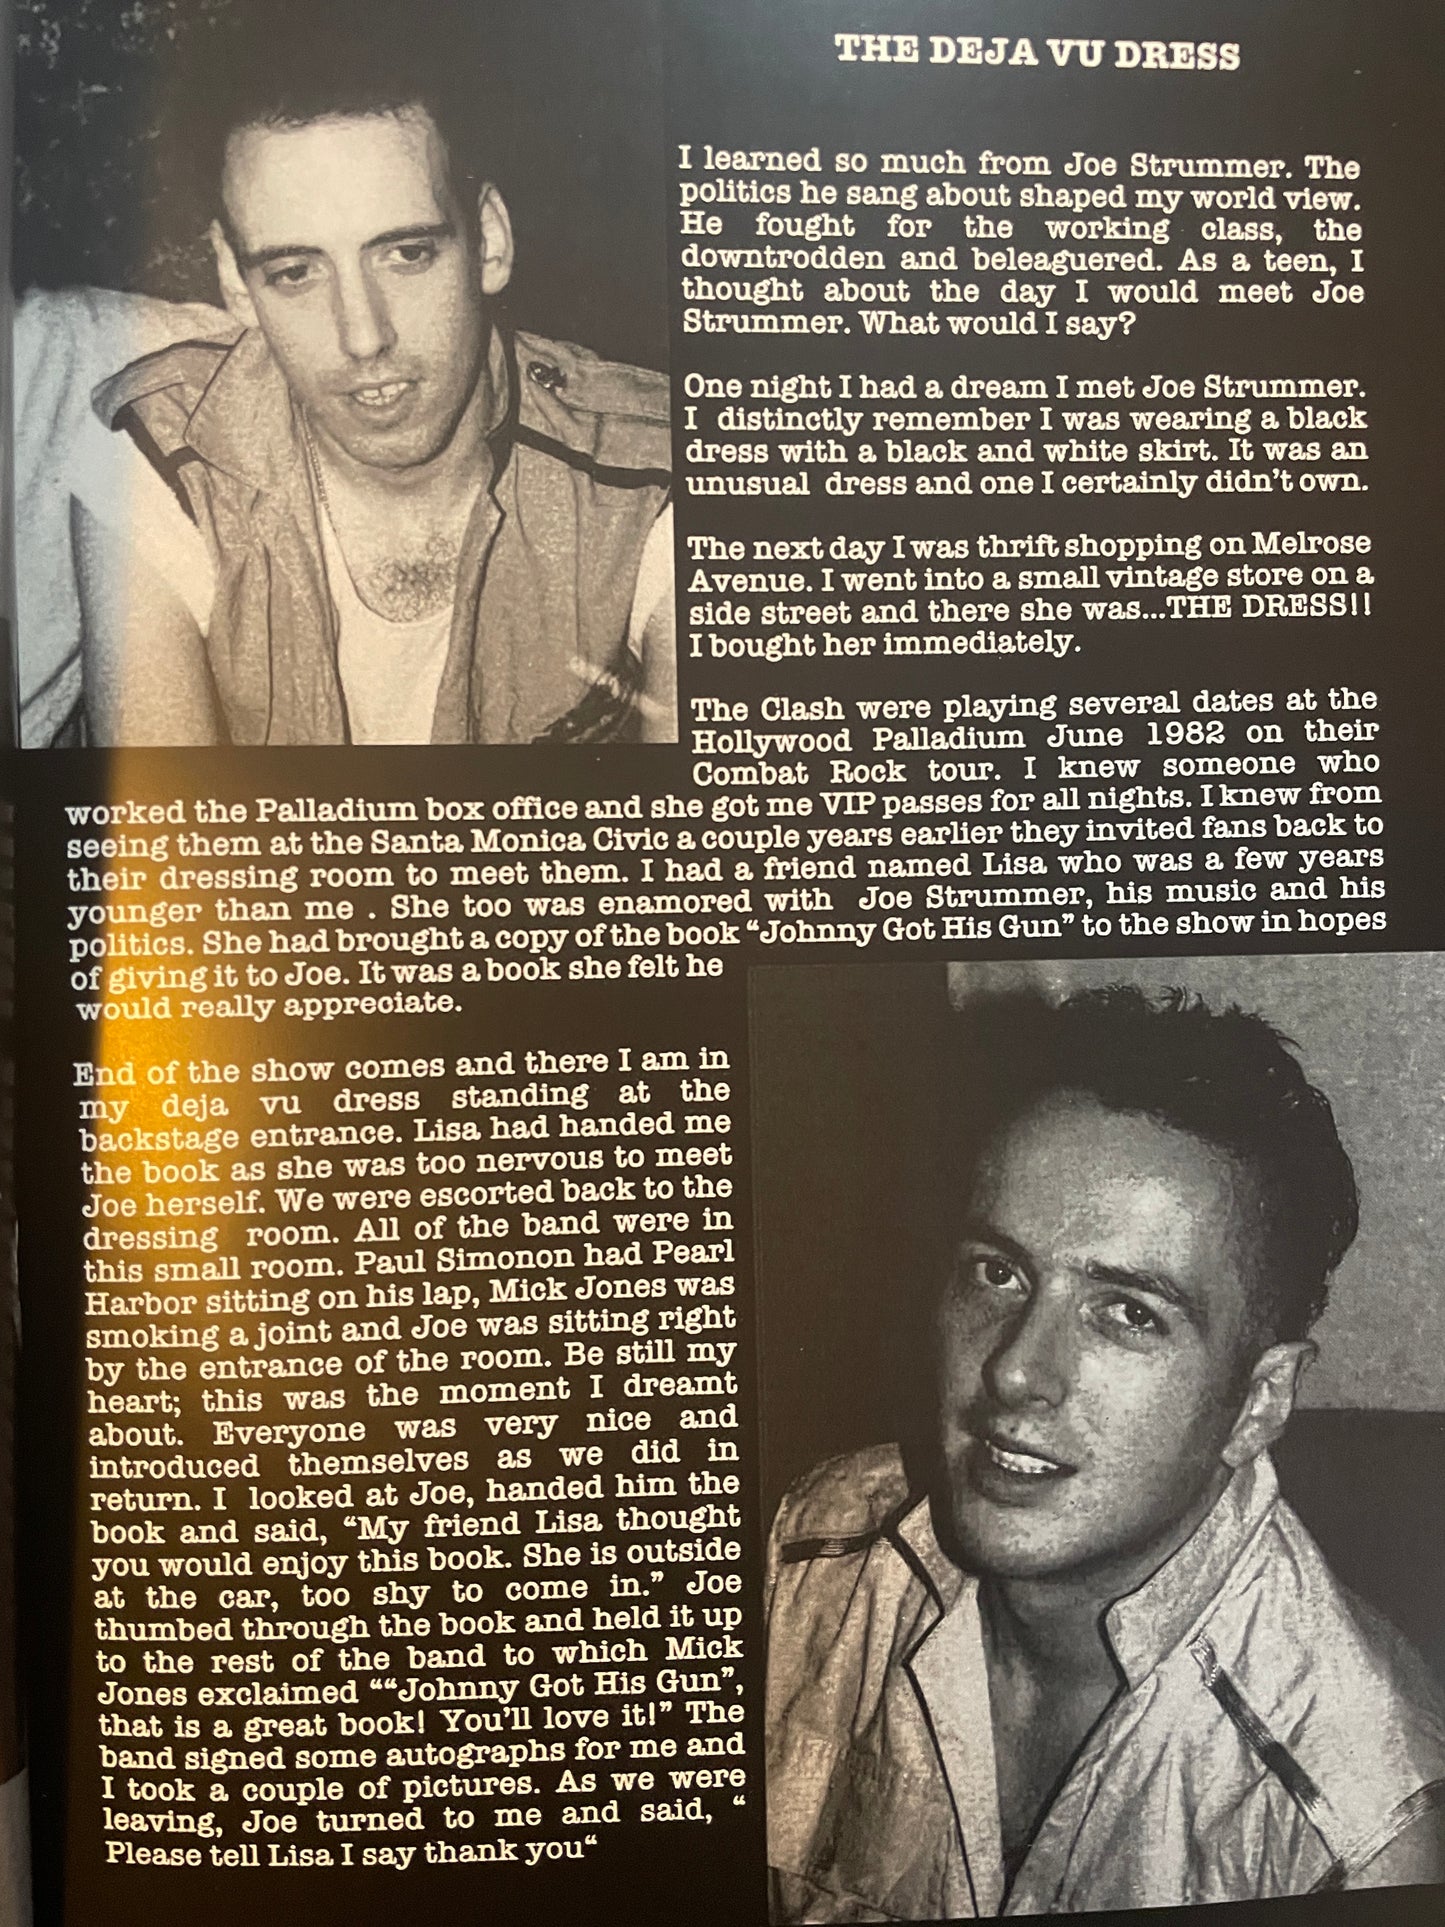 THE DEJA VU DRESS
I learned so much from Joe Strummer. The
politics he sang about shaped my world view.
He fought for the working class, the
downtrodden and beleaguered. As a teen, I
thought about the day I would meet Joe
Strummer. What would I say?
One night I had a dream I met Joe Strummer.
I distinctly remember I was wearing a black
dress with a black and white skirt. It was an
unusual dress and one I certainly didn't own.
The next day I was thrift shopping on Melrose
Avenue. I went into a small vintage store on a
side street and there she was...THE DRESS!!
I bought her immediately.
The Clash were playing several dates at the
Hollywood Palladium June 1982 on their
Combat Rock tour. I knew someone who
worked the Palladium box office and she got me VIP passes for all nights. I knew from
seeing them at the Santa Monica Civic a couple years earlier they invited fans back to
their dressing room to meet them. I had a friend named Lisa who was a few years
younger than me . She too was enamored with Joe Strummer, his music and his
politics. She had brought a copy of the book “Johnny Got His Gun” to the show in hopes
of giving it to Joe. It was a book she felt he
would really appreciate.
End of the show comes and there I am in
my deja vu dress standing at the
backstage entrance. Lisa had handed me
the book as she was too nervous to meet
Joe herself. We were escorted back to the
dressing room. All of the band were in
this small room. Paul Simonon had Pearl
Harbor sitting on his lap, Mick Jones was
smoking a joint and Joe was sitting right
by the entrance of the room. Be still my
heart; this was the moment I dreamt
about. Everyone was very nice and
introduced themselves as we did in
return. I looked at Joe, handed him the
book and said, “My friend Lisa thought
you would enjoy this book. She is outside
at the car, too shy to come in.” Joe
thumbed through the book and held it up
to the rest of the band to which Mick
Jones exclaimed ““Johnny Got His Gun”,
that is a great book! You'll love it!” The
band signed some autographs for me and
I took a couple of pictures. As we were
leaving, Joe turned to me and said, “
Please tell Lisa I say thank you“